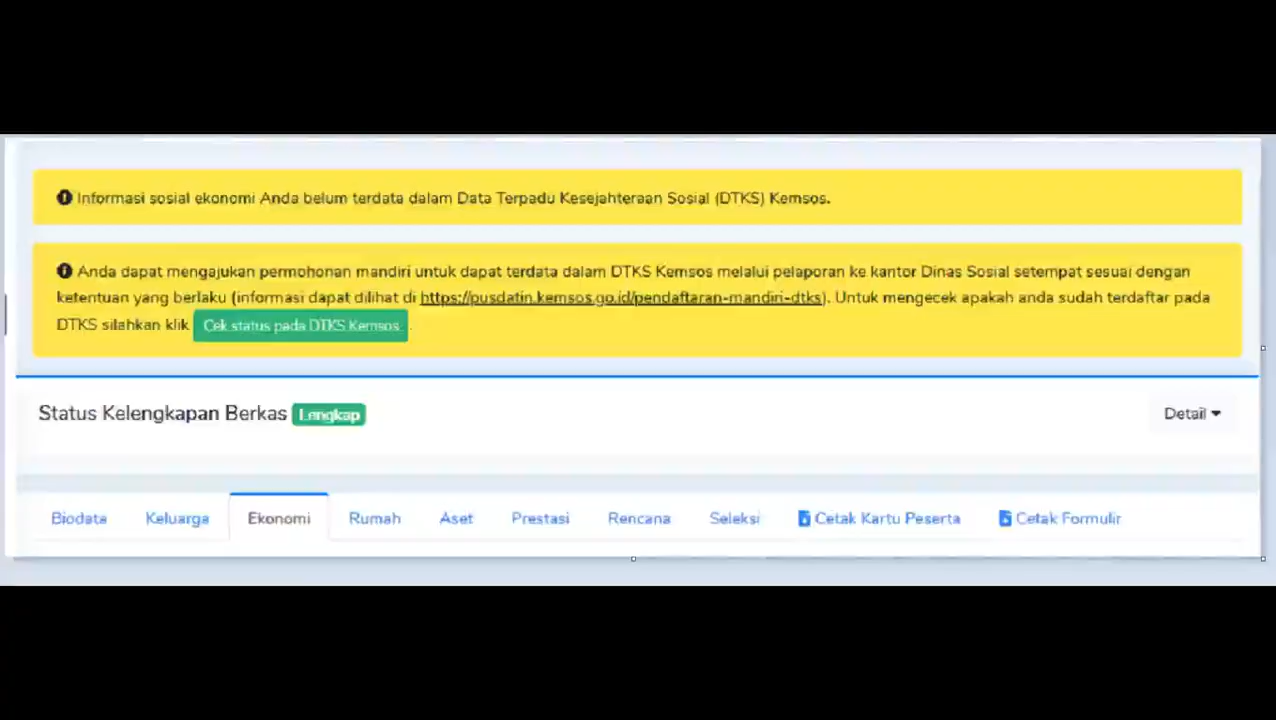 Informasi sosial ekonomi Anda belum terdata dalam Data Terpadu Kesejahteraan Sosial (DTKS) Kemsos.
Anda dapat mengajukan permohonan mandiri untuk dapat terdata dalam DTKS Kemsos melalui pelaporan ke kantor Dinas Sosial setempat sesuai dengan
ketentuan yang berlaku (informasi dapat dilihat di https://pusdatin.kemsos.go.id/pendaftaran-mandiri-dtks). Untuk mengecek apakah anda sudah terdaftar pada
DTKS silahkan klik Cek status pada DTKS Kemsos.
Status Kelengkapan Berkas Lengkap Detail
Biodata Keluarga Ekonomi Rumah Aset Prestasi Rencana Seleksi Cetak Kartu Peserta Cetak Formulir